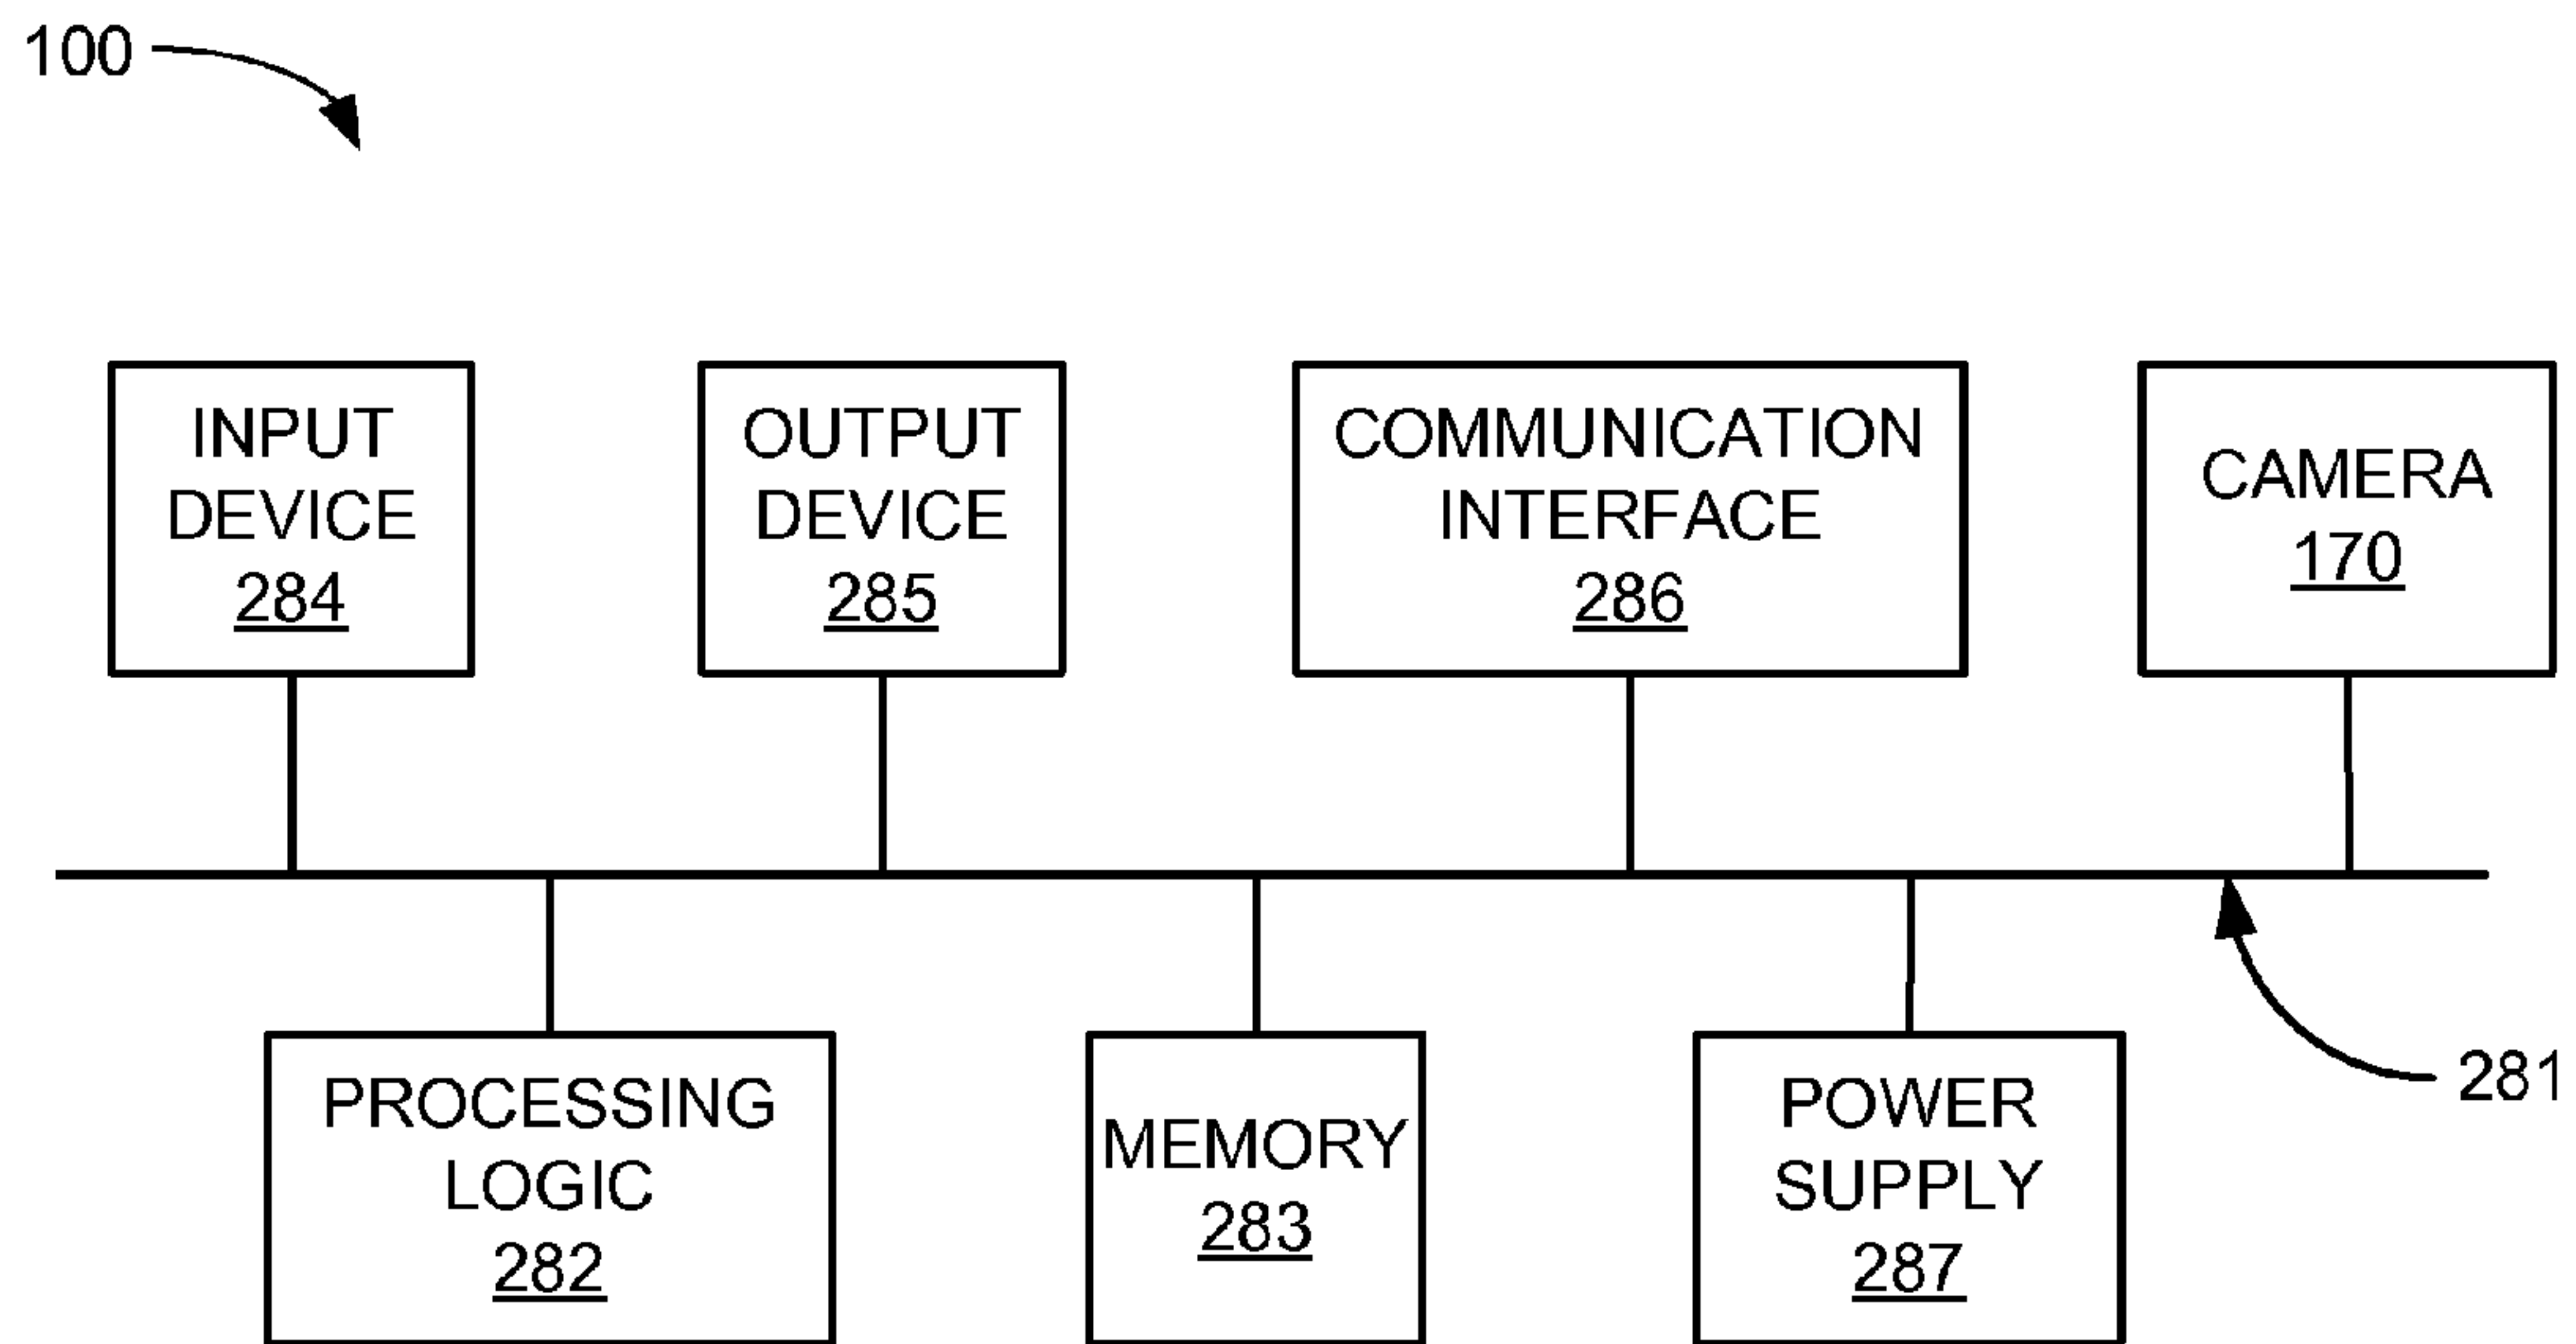 100
INPUT
DEVICE
284
OUTPUT
DEVICE
285
COMMUNICATION
INTERFACE
286
CAMERA
170
PROCESSING
LOGIC
282
MEMORY
283
POWER
SUPPLY
287
281